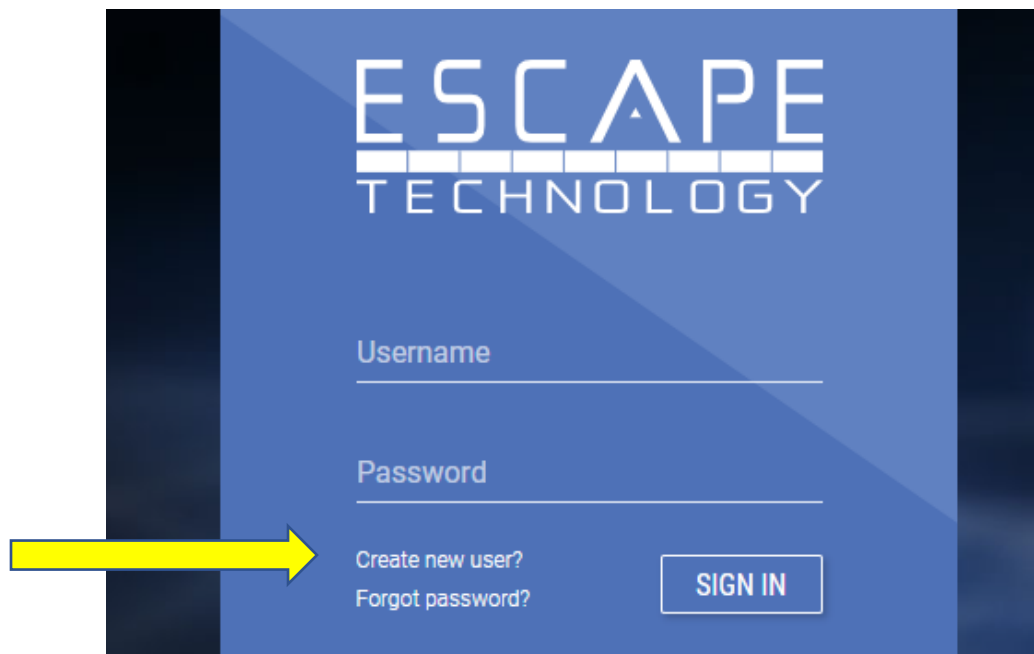 ESCAPE
TECHNOLOGY
Username
Password
Create new user?
Forgot password?
SIGN IN